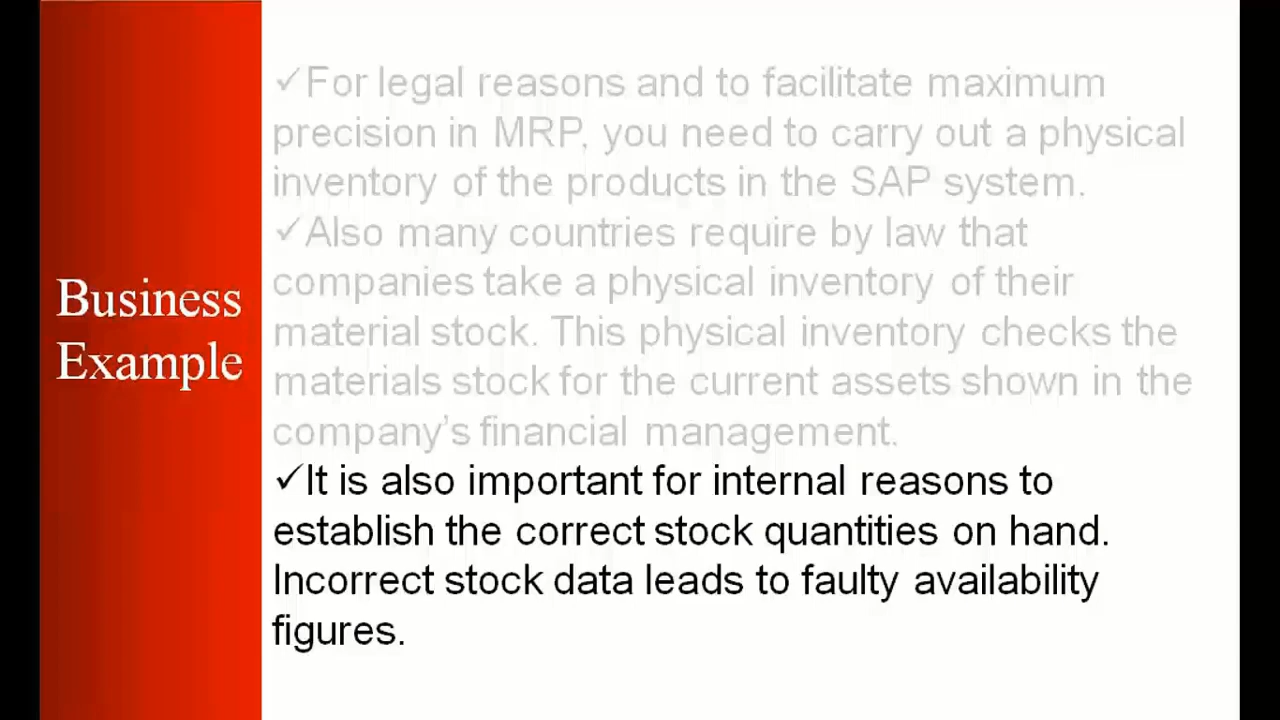 Business
Example
✓For legal reasons and to facilitate maximum
precision in MRP, you need to carry out a physical
inventory of the products in the SAP system.
✓Also many countries require by law that
companies take a physical inventory of their
material stock. This physical inventory checks the
materials stock for the current assets shown in the
company’s financial management.
✓It is also important for internal reasons to
establish the correct stock quantities on hand.
Incorrect stock data leads to faulty availability
figures.